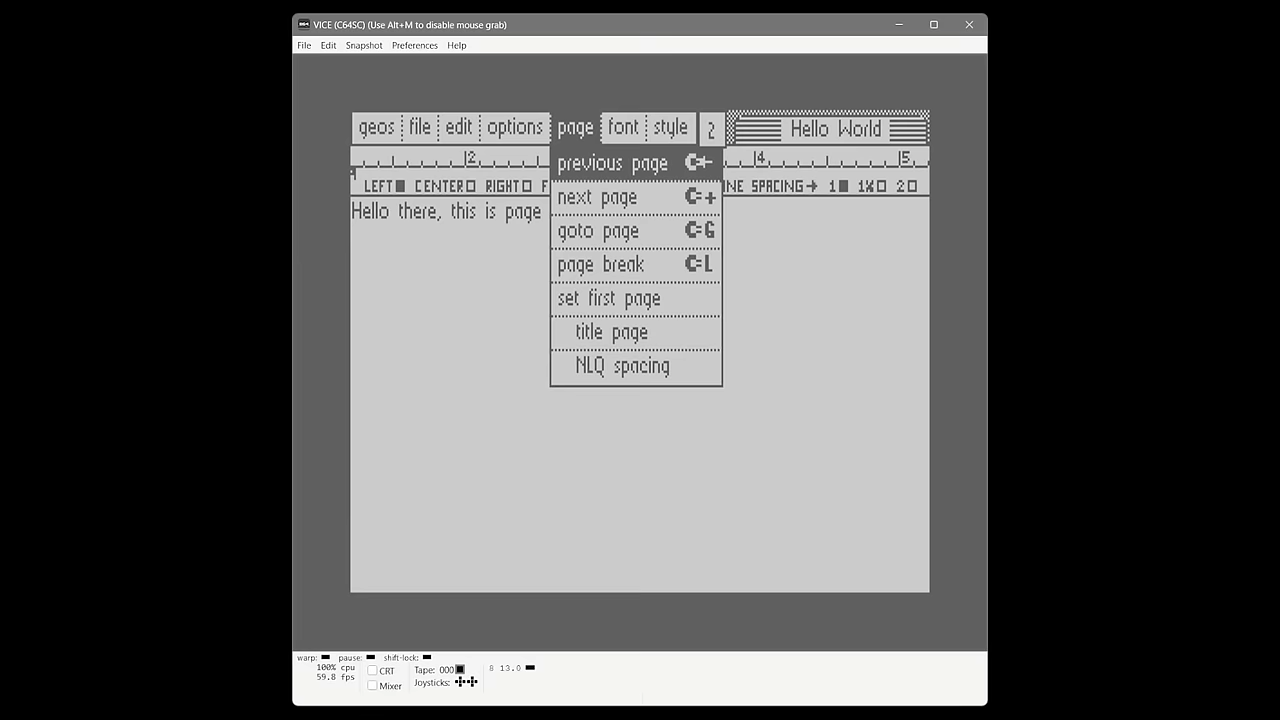 VICE (C64SC) (Use Alt+M to disable mouse grab)
File Edit Snapshot Preferences Help
geos file edit options page font style 2 Hello World
2 4 5
LEFT CENTER RIGHT F NE SPACING→ 1 1½ 2
Hello there, this is page
previous page C=-
next page C=+
goto page C=G
page break C=L
set first page
title page
NLQ spacing
warp: pause: shift-lock:
100% cpu
59.8 fps
CRT
Mixer
Tape: 000
Joysticks:
8 13.0